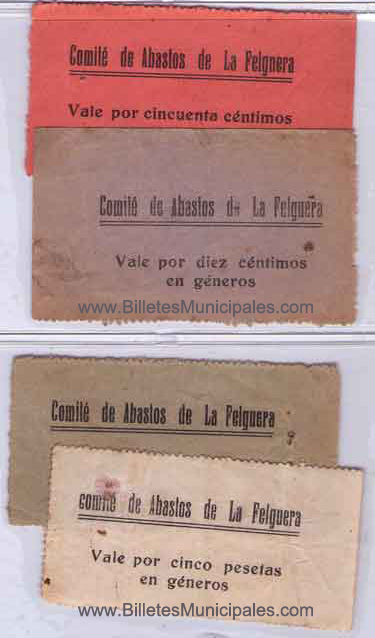 Comité de Abastos de La Felgnera
Vale por cincuenta céntimos
Comité de Abastos de La Felguera
Vale por diez céntimos
en géneros
www.BilletesMunicipales.com
Comité de Abastos de La Felguera
comité de Abastos de La Felguera
Vale por cinco pesetas
en géneros
www.BilletesMunicipales.com